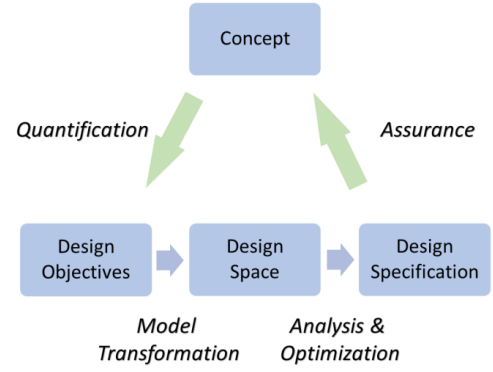 Concept
Quantification
Assurance
Design
Objectives
Design
Space
Design
Specification
Model
Transformation
Analysis &
Optimization